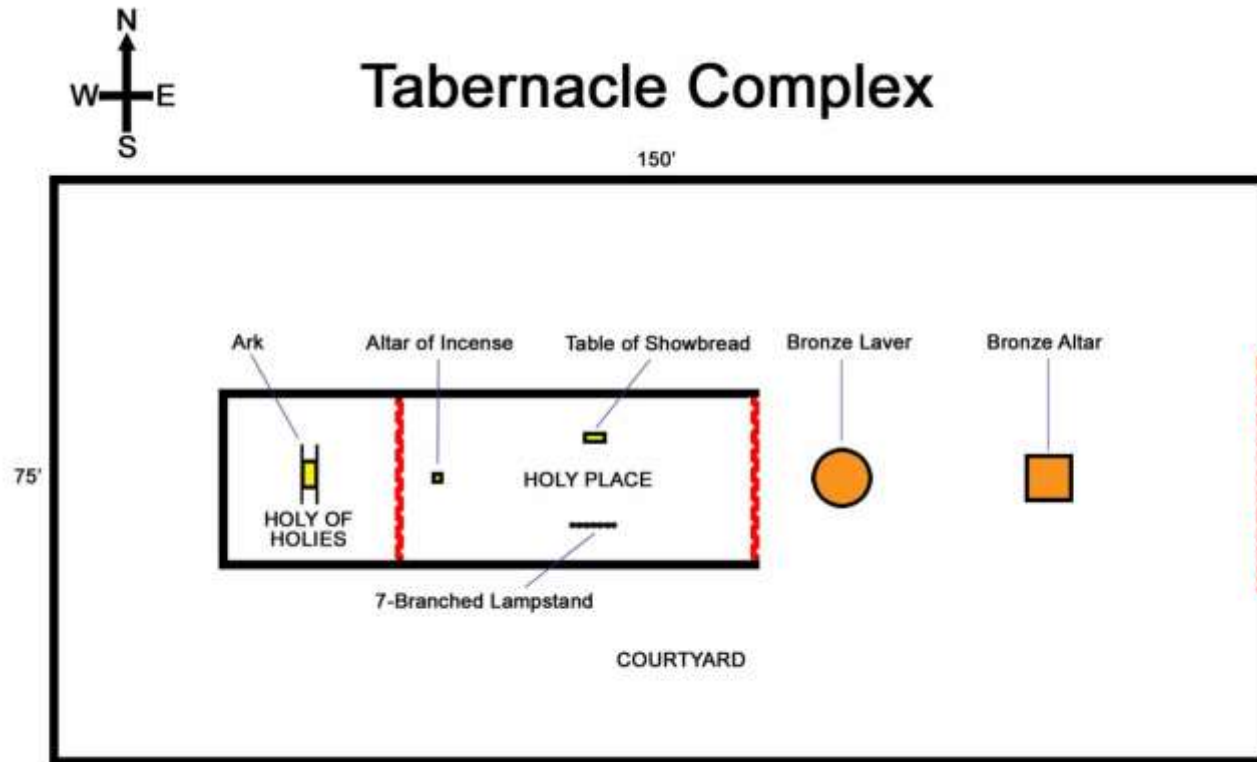 N
W E
S
Tabernacle Complex
150'
Ark
Altar of Incense
Table of Showbread
Bronze Laver
Bronze Altar
75'
HOLY PLACE
HOLY OF
HOLIES
7-Branched Lampstand
COURTYARD